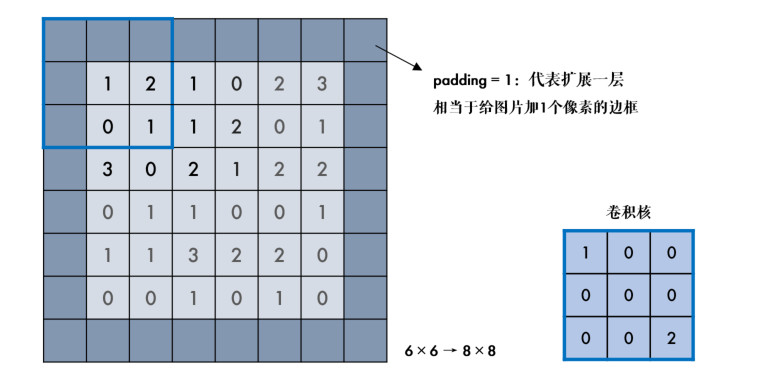 padding = 1：代表扩展一层
1 2 1 0 2 3
相当于给图片加1个像素的边框
0 1 1 2 0 1
3 0 2 1 2 2
0 1 1 0 0 1
卷积核
1 1 3 2 2 0
1 0 0
0 0 1 0 1 0
0 0 0
0 0 2
6×6→8×8